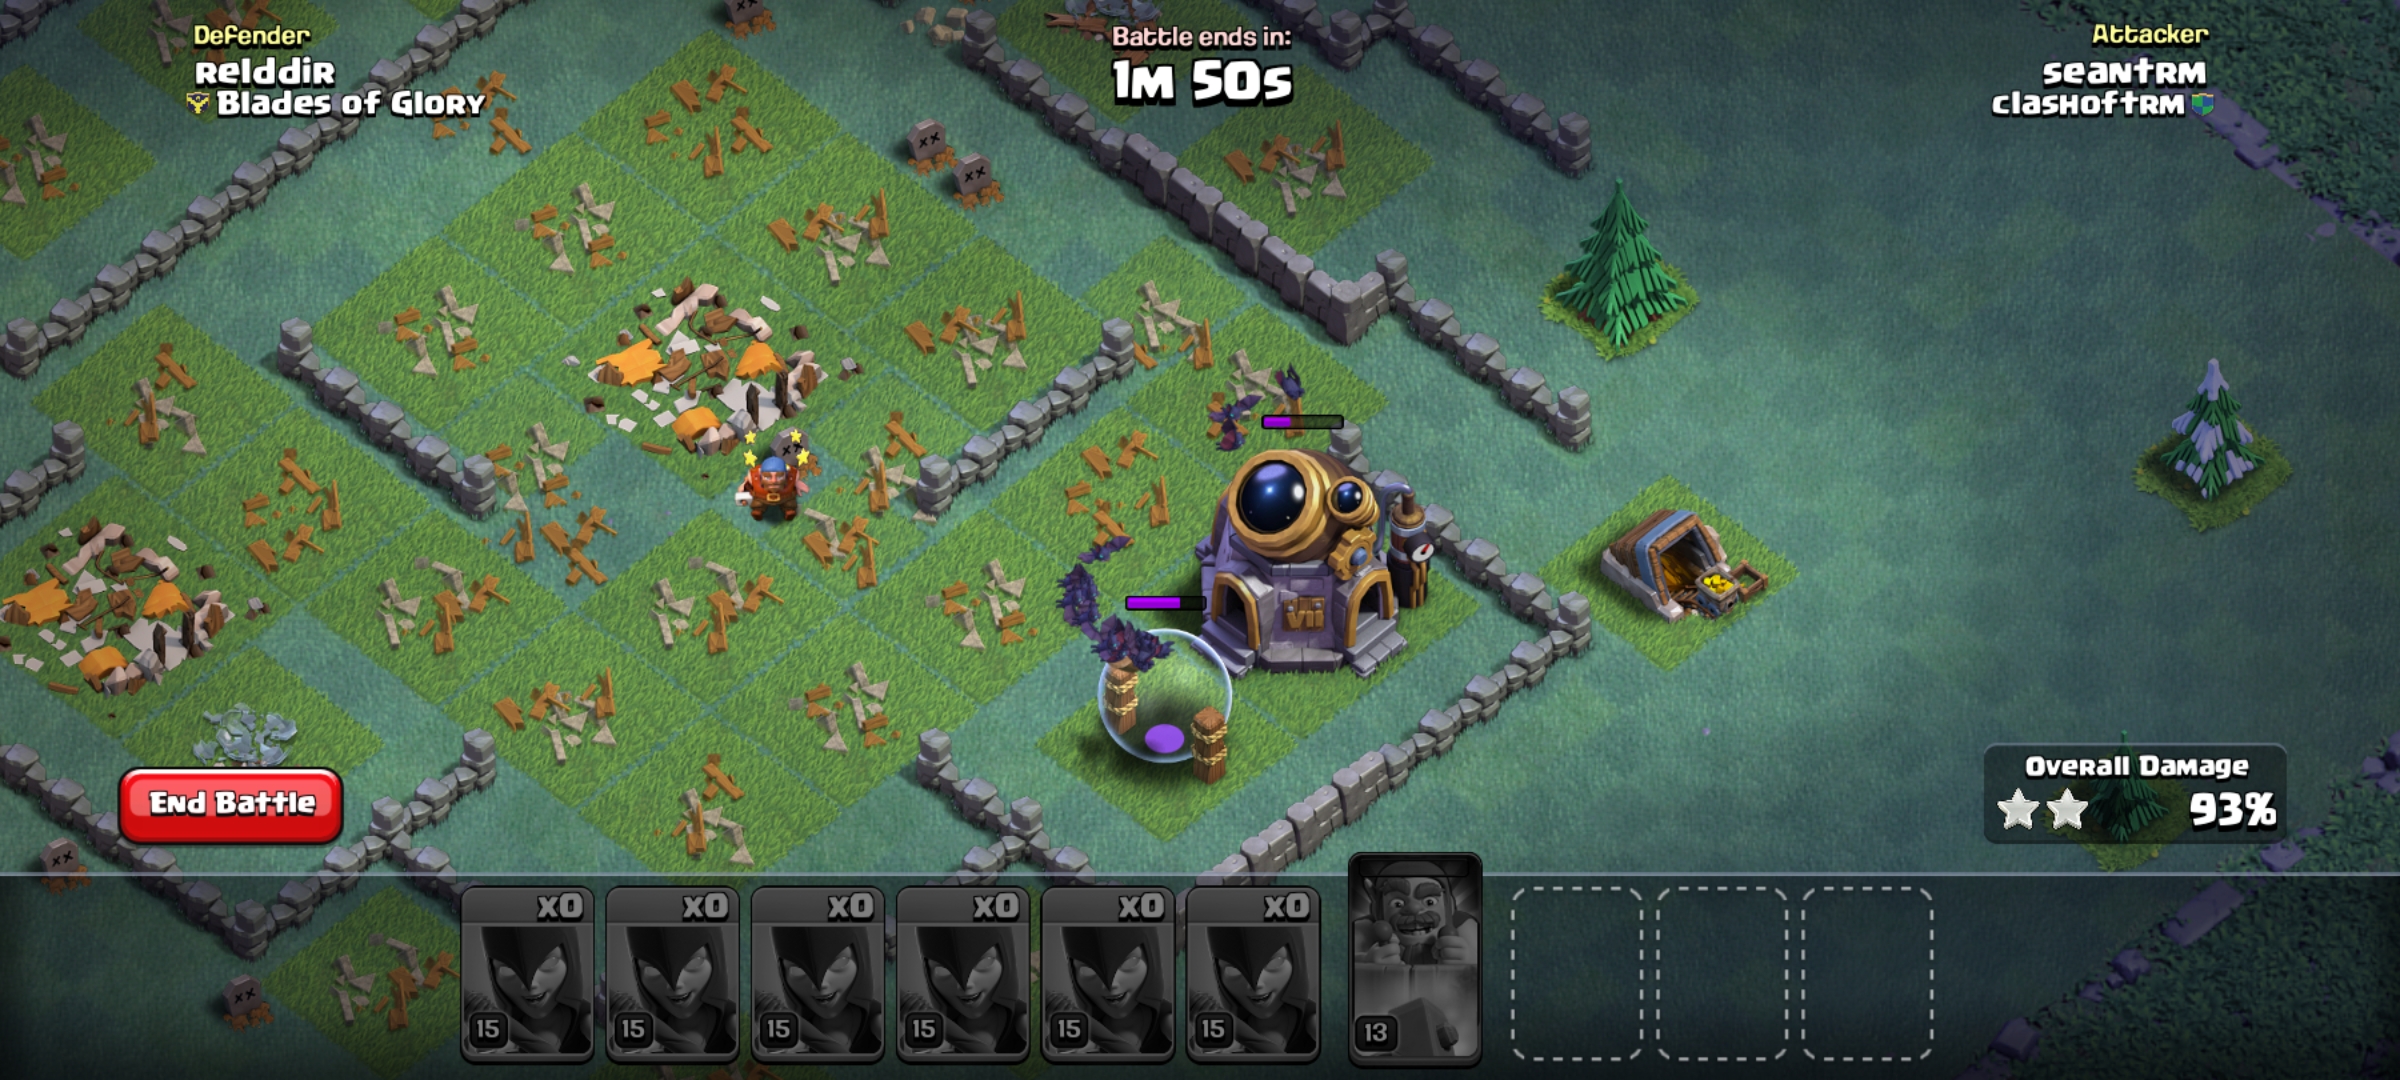 Defender
Relddir
Blades of Glory
Battle ends in:
1M 50s
Attacker
seantrm
clashoftrm
VII
End Battle
Overall Damage
93%
x0
x0
x0
x0
x0
x0
15
15
15
15
15
15
13